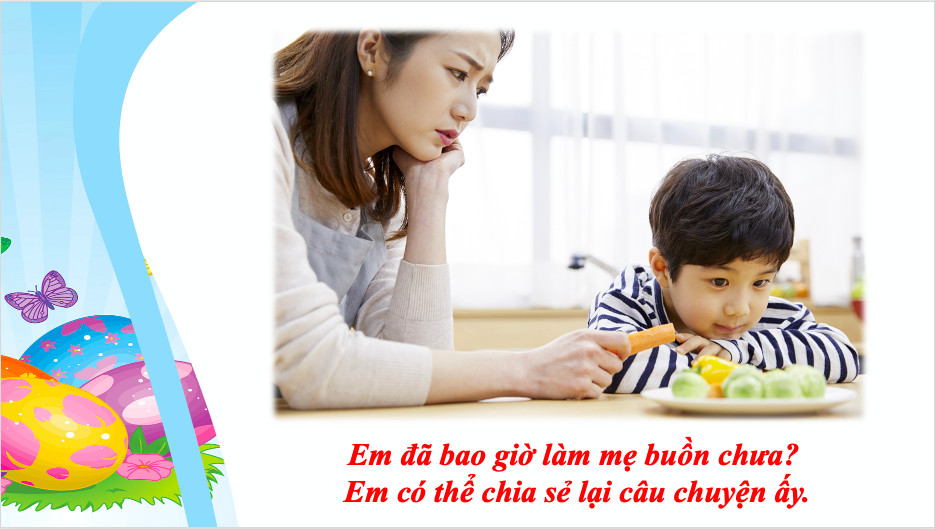 Em đã bao giờ làm mẹ buồn chưa?
Em có thể chia sẻ lại câu chuyện ấy.